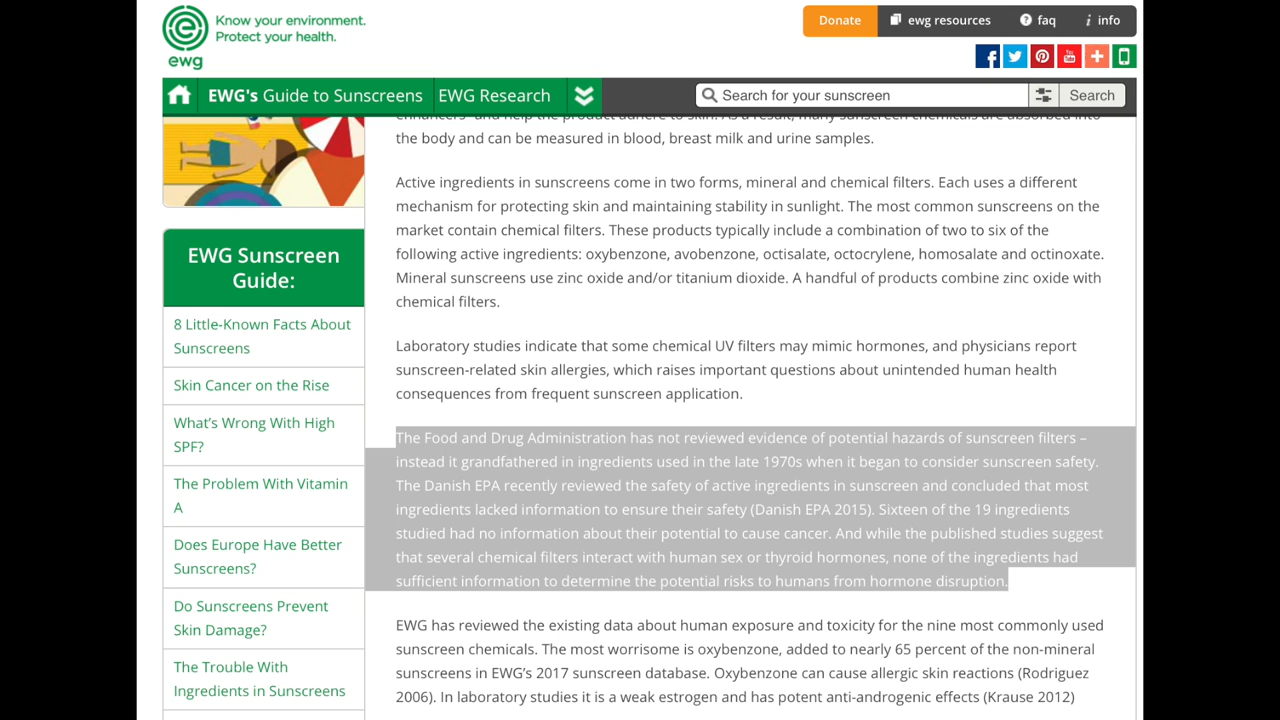 Know your environment.
Protect your health.
ewg
Donate
ewg resources
faq
info
EWG's Guide to Sunscreens
EWG Research
Search for your sunscreen
Search
enhancers" and help the product adhere to skin. As a result, many sunscreen chemicals are absorbed into
the body and can be measured in blood, breast milk and urine samples.
Active ingredients in sunscreens come in two forms, mineral and chemical filters. Each uses a different
mechanism for protecting skin and maintaining stability in sunlight. The most common sunscreens on the
market contain chemical filters. These products typically include a combination of two to six of the
following active ingredients: oxybenzone, avobenzone, octisalate, octocrylene, homosalate and octinoxate.
Mineral sunscreens use zinc oxide and/or titanium dioxide. A handful of products combine zinc oxide with
chemical filters.
Laboratory studies indicate that some chemical UV filters may mimic hormones, and physicians report
sunscreen-related skin allergies, which raises important questions about unintended human health
consequences from frequent sunscreen application.
The Food and Drug Administration has not reviewed evidence of potential hazards of sunscreen filters –
instead it grandfathered in ingredients used in the late 1970s when it began to consider sunscreen safety.
The Danish EPA recently reviewed the safety of active ingredients in sunscreen and concluded that most
ingredients lacked information to ensure their safety (Danish EPA 2015). Sixteen of the 19 ingredients
studied had no information about their potential to cause cancer. And while the published studies suggest
that several chemical filters interact with human sex or thyroid hormones, none of the ingredients had
sufficient information to determine the potential risks to humans from hormone disruption.
EWG has reviewed the existing data about human exposure and toxicity for the nine most commonly used
sunscreen chemicals. The most worrisome is oxybenzone, added to nearly 65 percent of the non-mineral
sunscreens in EWG's 2017 sunscreen database. Oxybenzone can cause allergic skin reactions (Rodriguez
2006). In laboratory studies it is a weak estrogen and has potent anti-androgenic effects (Krause 2012)
EWG Sunscreen
Guide:
8 Little-Known Facts About
Sunscreens
Skin Cancer on the Rise
What's Wrong With High
SPF?
The Problem With Vitamin
A
Does Europe Have Better
Sunscreens?
Do Sunscreens Prevent
Skin Damage?
The Trouble With
Ingredients in Sunscreens